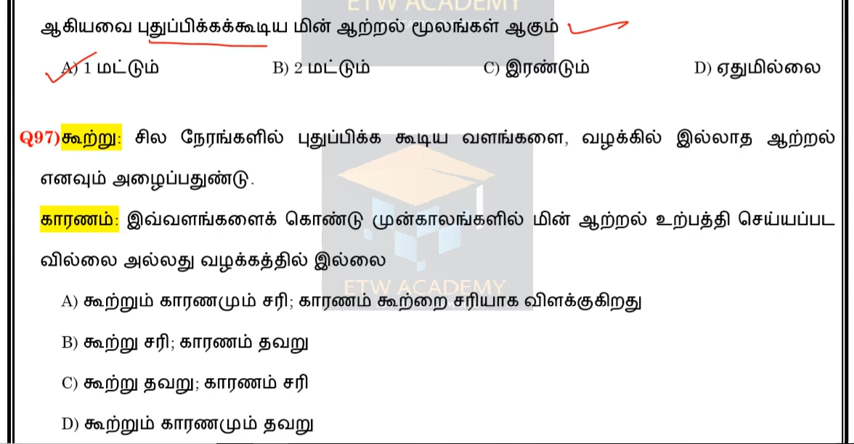 ETW ACADEMY
ஆகியவை புதுப்பிக்கக்கூடிய மின் ஆற்றல் மூலங்கள் ஆகும்
A) 1 மட்டும் B) 2 மட்டும் C) இரண்டும் D) ஏதுமில்லை
Q97)கூற்று: சில நேரங்களில் புதுப்பிக்க கூடிய வளங்களை, வழக்கில் இல்லாத ஆற்றல்
எனவும் அழைப்பதுண்டு.
காரணம்: இவ்வளங்களைக் கொண்டு முன்காலங்களில் மின் ஆற்றல் உற்பத்தி செய்யப்பட
வில்லை அல்லது வழக்கத்தில் இல்லை
ETW ACADEMY
A) கூற்றும் காரணமும் சரி; காரணம் கூற்றை சரியாக விளக்குகிறது
B) கூற்று சரி; காரணம் தவறு
C) கூற்று தவறு; காரணம் சரி
D) கூற்றும் காரணமும் தவறு